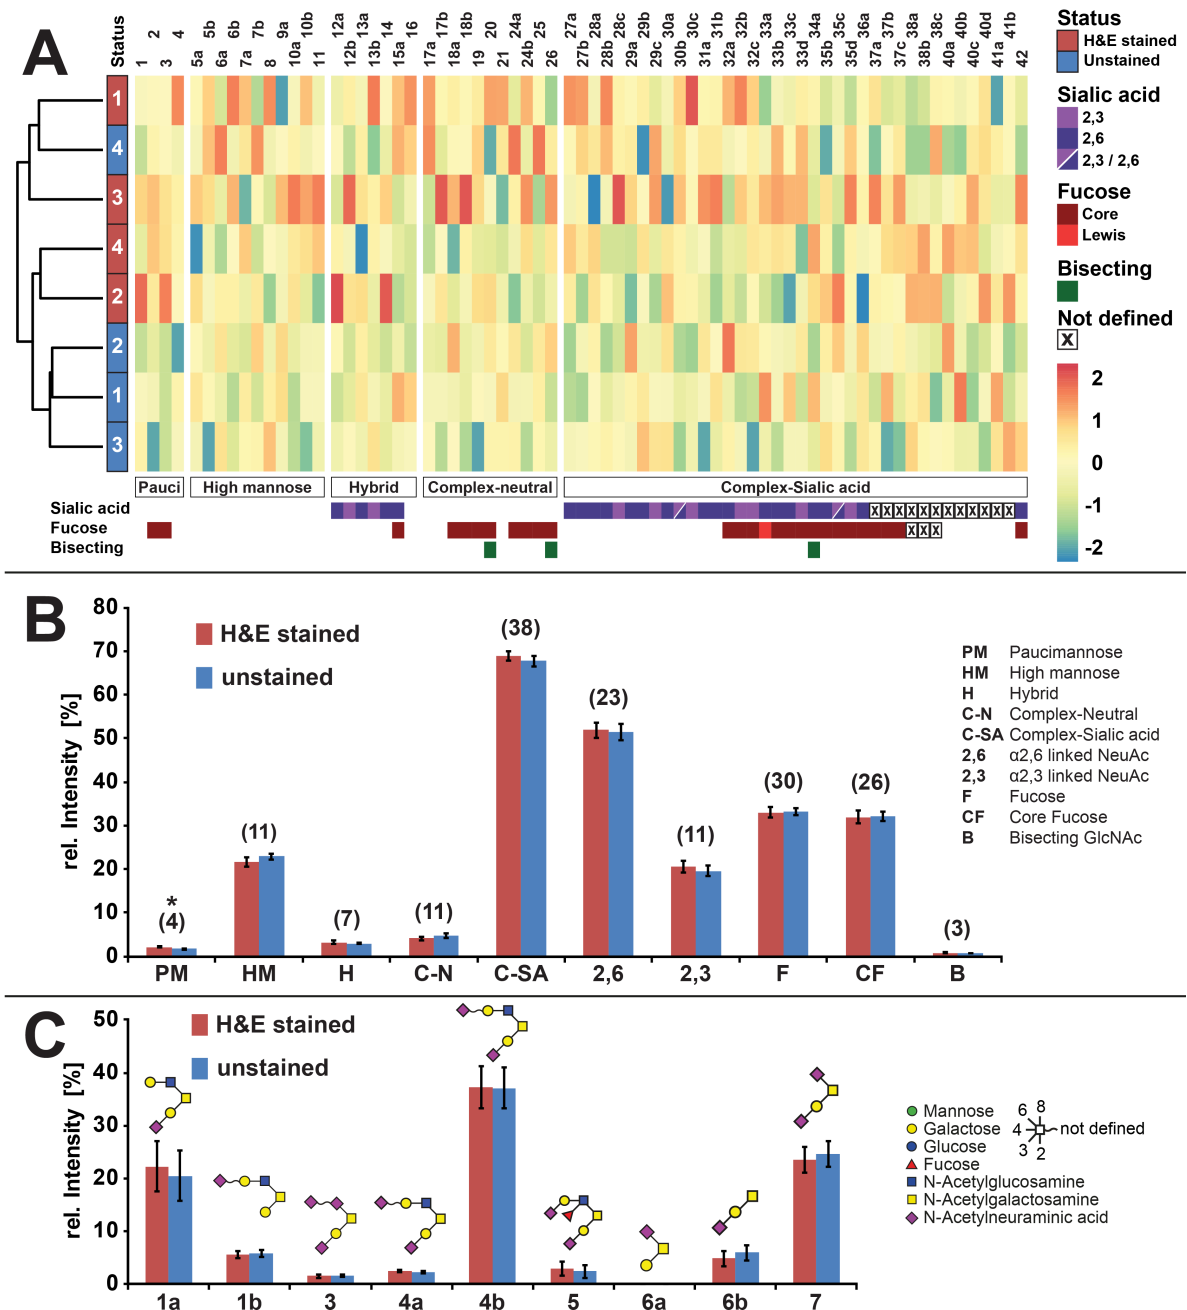 A
Status
1 2 3 4
5a 5b 6a 6b 7a 7b 8 9a 10a 10b 11
12a 12b 13a 13b 14 15a 16
17a 17b 18a 18b 19 20 21 24a 24b 25 26
27a 27b 28a 28b 28c 29a 29b 29c 30a 30b 30c 31a 31b 32a 32b 32c 33a 33b 33c 33d 34a 35b 35d 36a 37a 37b 37c 38a 38b 38c 40a 40b 40c 40d 41a 41b 42
1
4
3
4
2
2
1
3
Pauci
High mannose
Hybrid
Complex-neutral
Complex-Sialic acid
Sialic acid
X X X X X X X X X X X X
Fucose
X X X
Bisecting
Status
H&E stained
Unstained
Sialic acid
2,3
2,6
2,3 / 2,6
Fucose
Core
Lewis
Bisecting
Not defined
X
2
1
0
-1
-2
B
rel. Intensity [%]
80
70
60
50
40
30
20
10
0
H&E stained
unstained
*
(4)
(11)
(7)
(11)
(38)
(23)
(11)
(30)
(26)
(3)
PM HM H C-N C-SA 2,6 2,3 F CF B
PM Paucimannose
HM High mannose
H Hybrid
C-N Complex-Neutral
C-SA Complex-Sialic acid
2,6 α2,6 linked NeuAc
2,3 α2,3 linked NeuAc
F Fucose
CF Core Fucose
B Bisecting GlcNAc
C
rel. Intensity [%]
50
40
30
20
10
0
H&E stained
unstained
1a 1b 3 4a 4b 5 6a 6b 7
Mannose
Galactose
Glucose
Fucose
N-Acetylglucosamine
N-Acetylgalactosamine
N-Acetylneuraminic acid
6 8
4 not defined
3 2